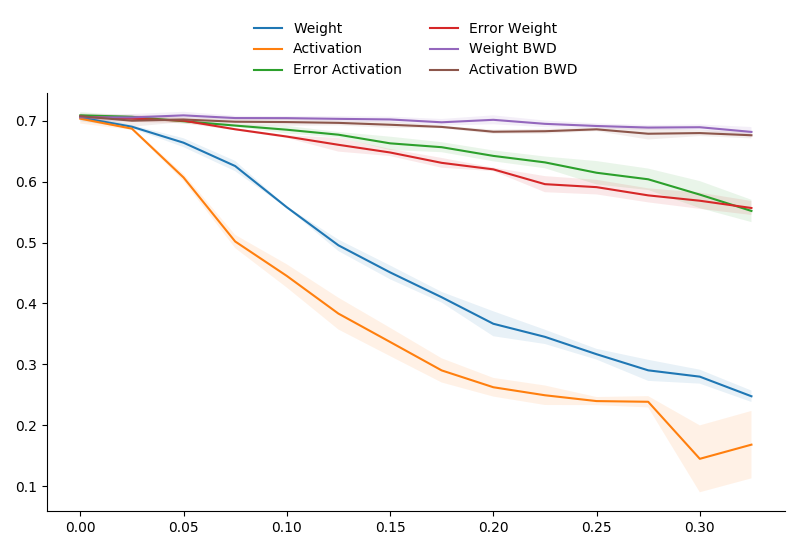 Weight
Activation
Error Activation
Error Weight
Weight BWD
Activation BWD
0.7
0.6
0.5
0.4
0.3
0.2
0.1
0.00 0.05 0.10 0.15 0.20 0.25 0.30